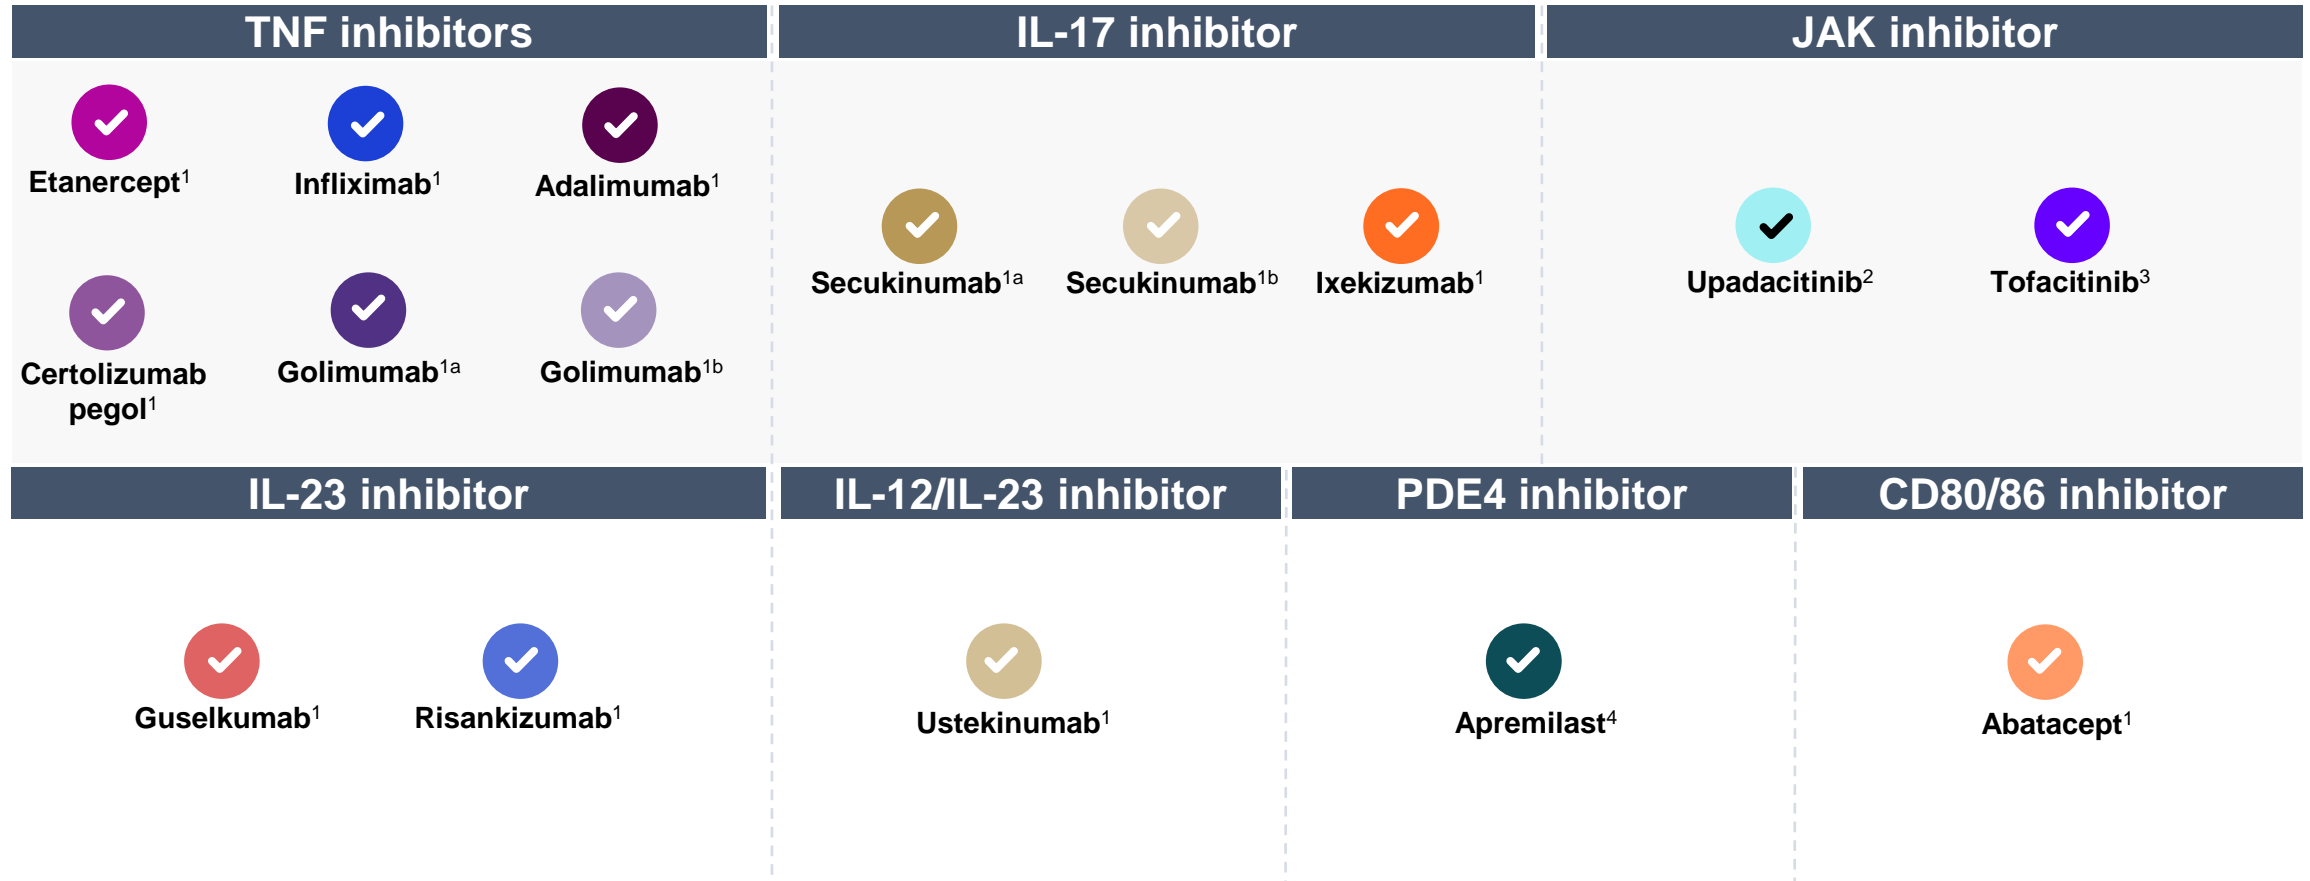 TNF inhibitors
Etanercept¹
Infliximab¹
Adalimumab¹
Certolizumab
pegol¹
Golimumab¹ᵃ
Golimumab¹ᵇ
IL-17 inhibitor
Secukinumab¹ᵃ
Secukinumab¹ᵇ
Ixekizumab¹
JAK inhibitor
Upadacitinib²
Tofacitinib³
IL-23 inhibitor
Guselkumab¹
Risankizumab¹
IL-12/IL-23 inhibitor
Ustekinumab¹
PDE4 inhibitor
Apremilast⁴
CD80/86 inhibitor
Abatacept¹